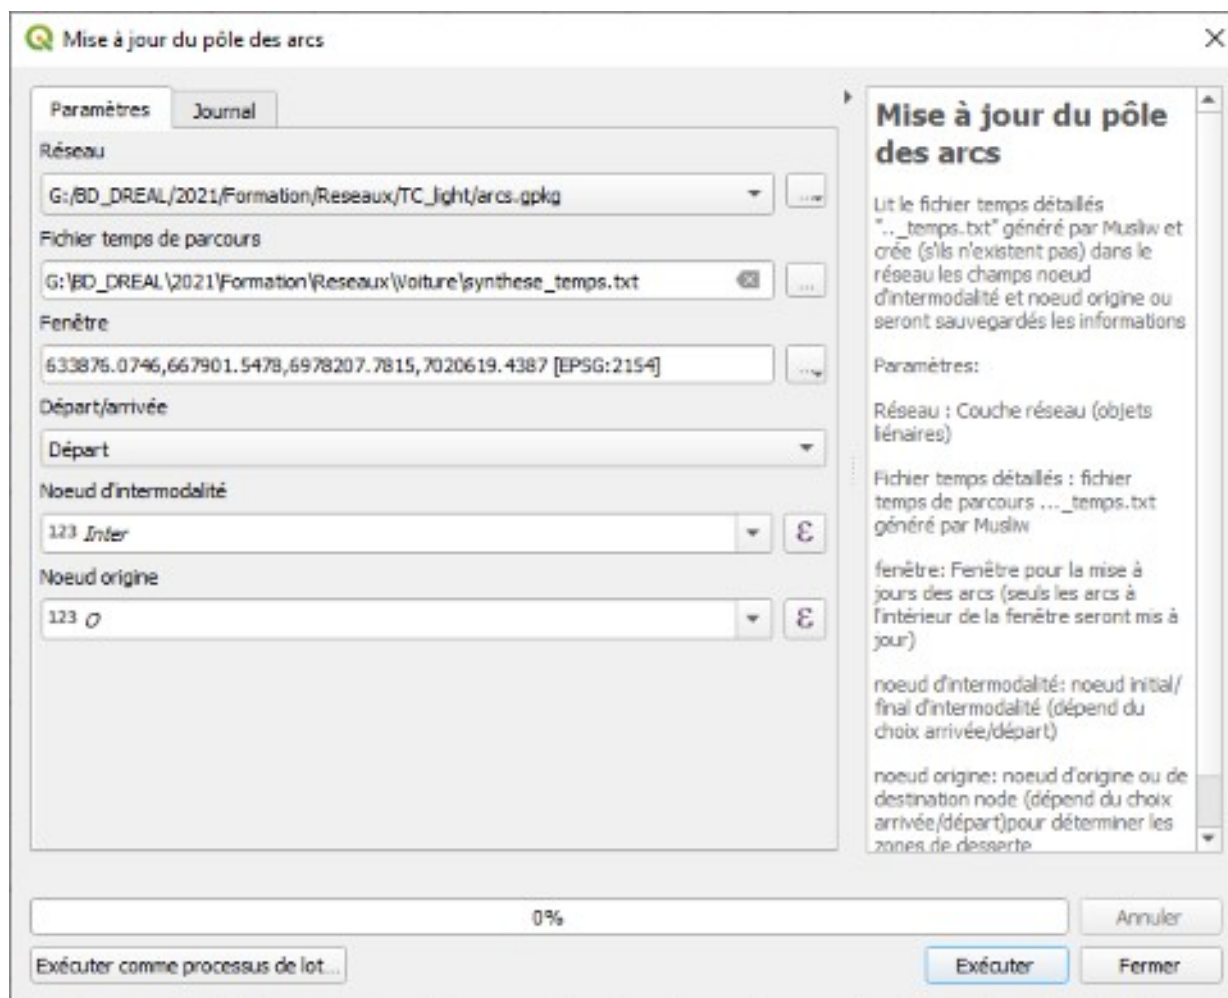 Mise à jour du pôle des arcs
Paramètres
Journal
Réseau
G:/BD_DREAL/2021/Formation/Reseaux/TC_light/arcs.gpkg
...
Fichier temps de parcours
G:\BD_DREAL\2021\Formation\Reseaux\Voiture\synthese_temps.txt
...
Fenêtre
633876.0746,667901.5478,6978207.7815,7020619.4387 [EPSG:2154]
...
Départ/arrivée
Départ
Noeud d'intermodalité
123 Inter
ε
Noeud origine
123 O
ε
Mise à jour du pôle
des arcs
Lit le fichier temps détaillés
".._temps.txt" généré par Musliw et
crée (s'ils n'existent pas) dans le
réseau les champs noeud
d'intermodalité et noeud origine ou
seront sauvegardés les informations
Paramètres:
Réseau : Couche réseau (objets
liénaires)
Fichier temps détaillés : fichier
temps de parcours ..._temps.txt
généré par Musliw
fenêtre: Fenêtre pour la mise à
jours des arcs (seuls les arcs à
l'intérieur de la fenêtre seront mis à
jour)
noeud d'intermodalité: noeud initial/
final d'intermodalité (dépend du
choix arrivée/départ)
noeud origine: noeud d'origine ou de
destination node (dépend du choix
arrivée/départ)pour déterminer les
zones de desserte
0%
Annuler
Exécuter comme processus de lot...
Exécuter
Fermer